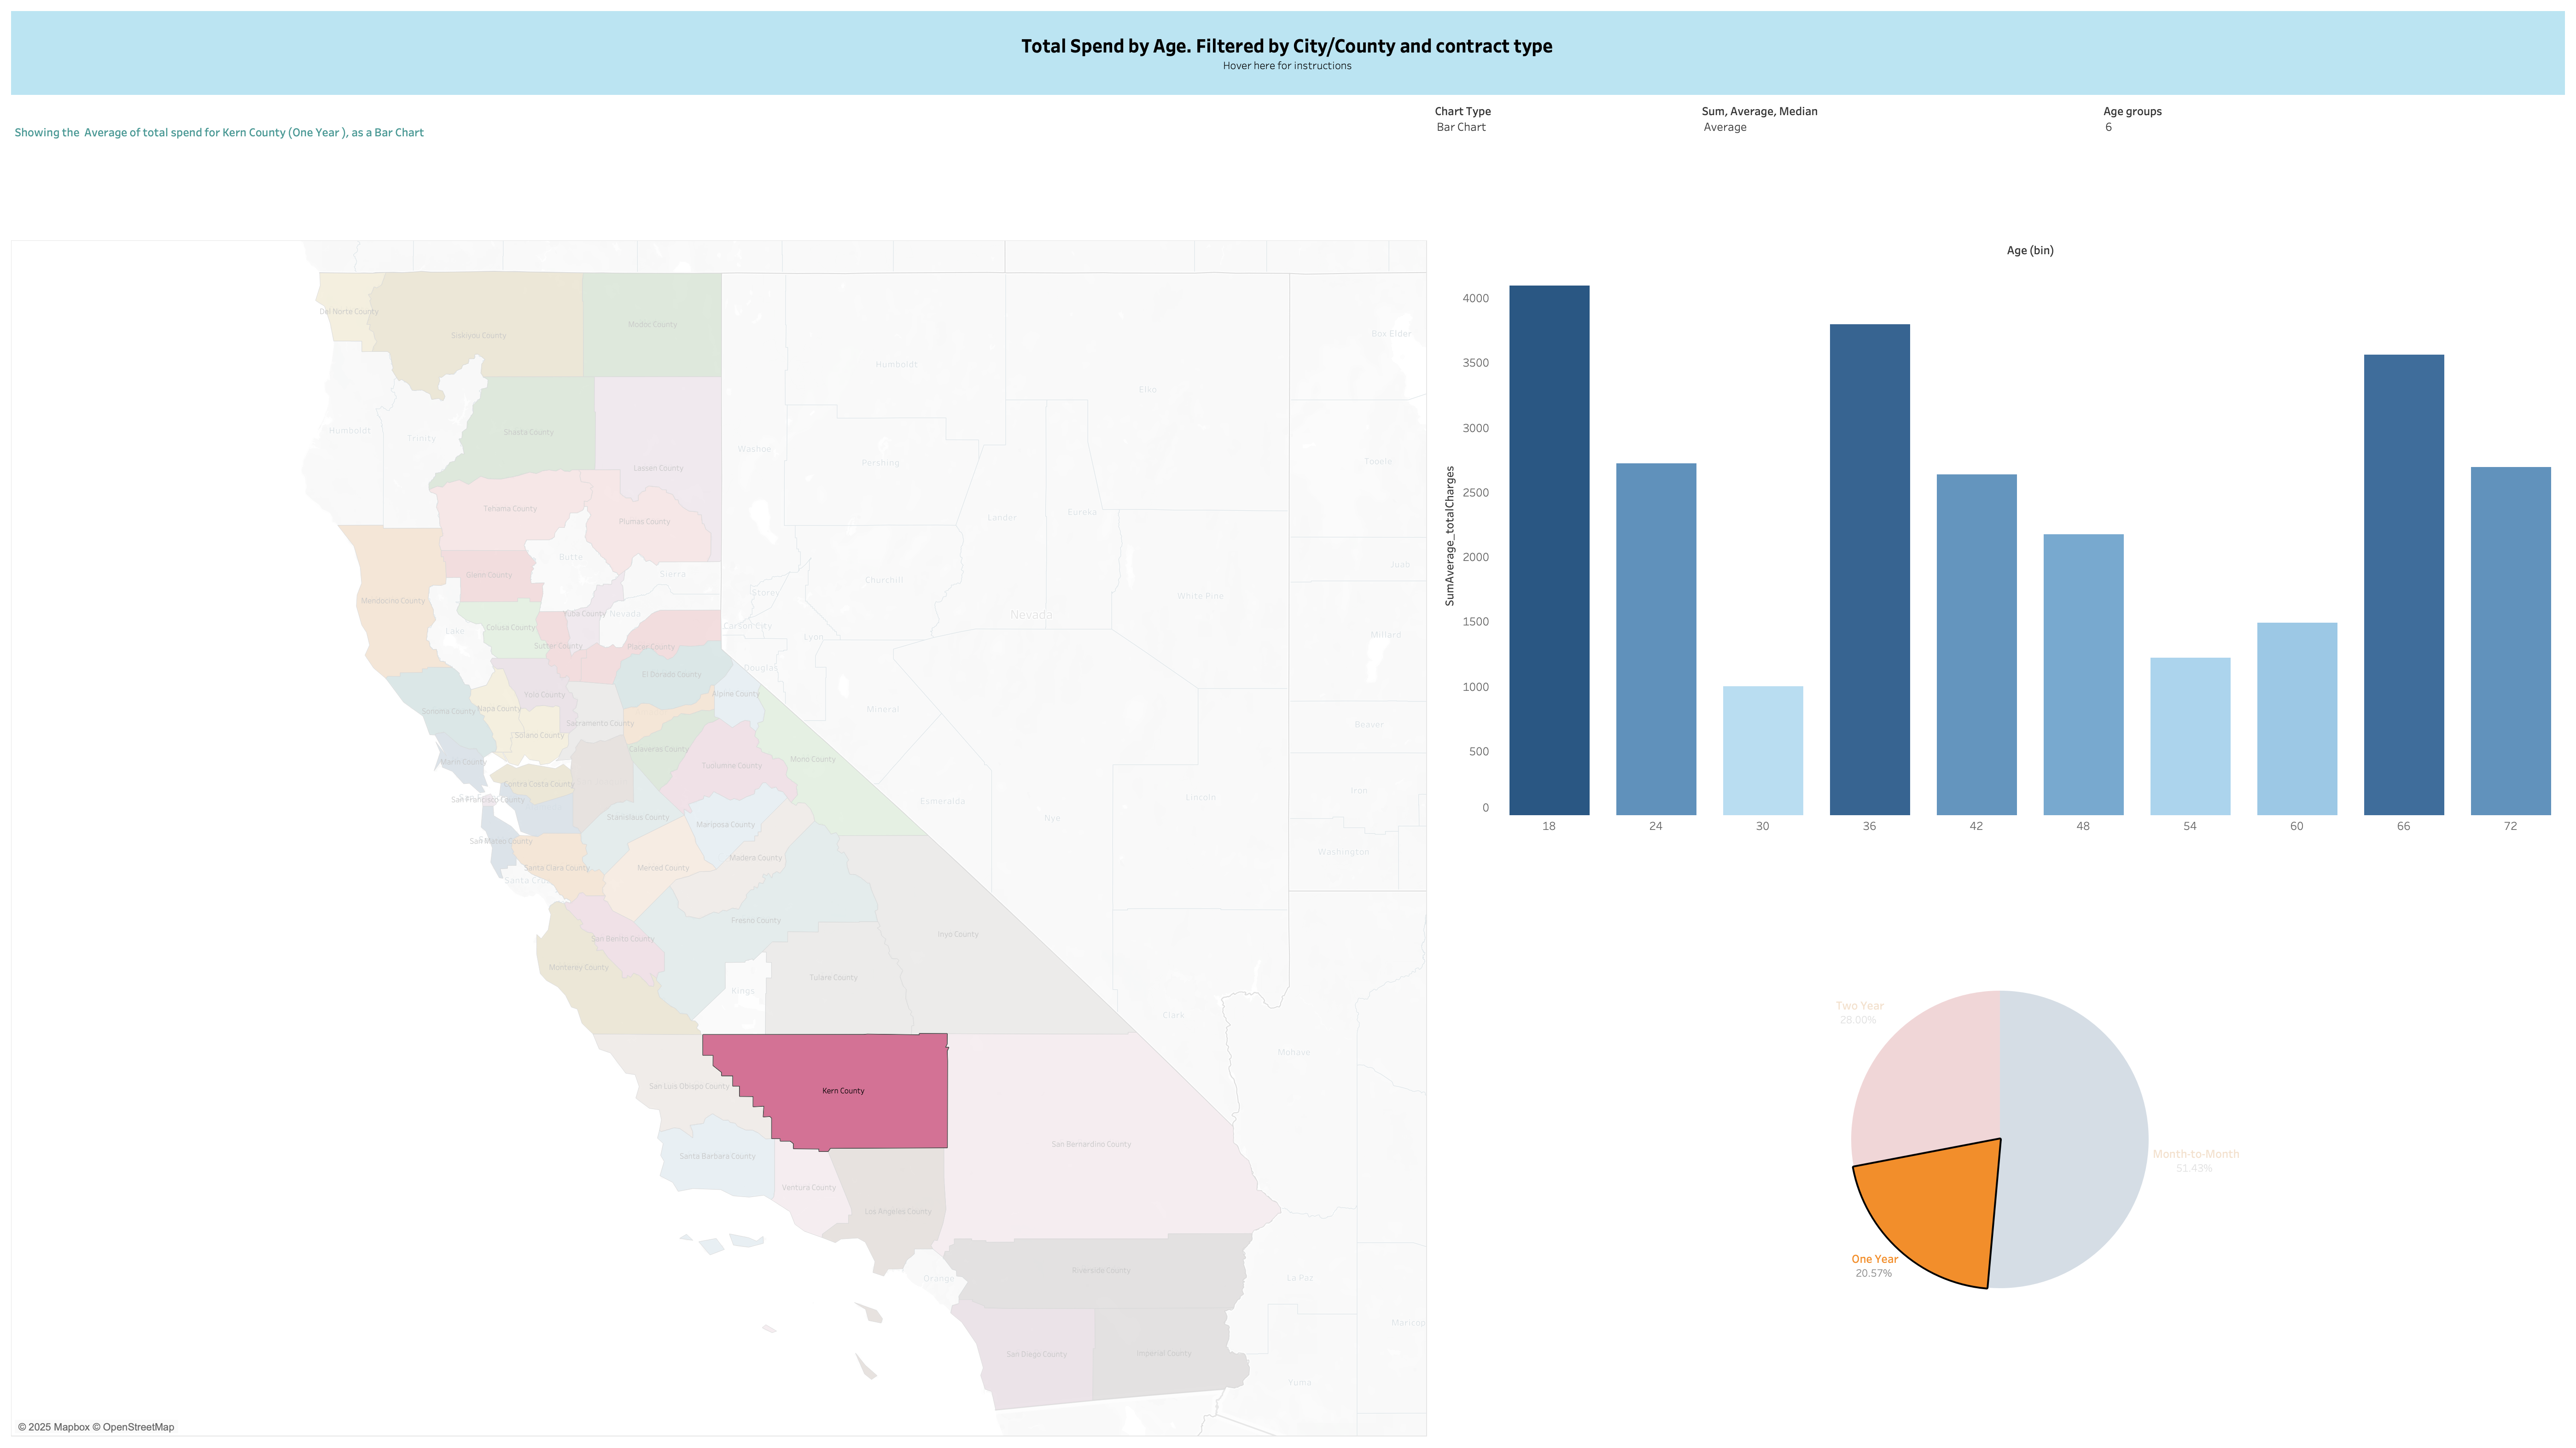 Total Spend by Age. Filtered by City/County and contract type
Hover here for instructions
Showing the  Average of total spend for Kern County (One Year ), as a Bar Chart
Chart Type
Bar Chart
Sum, Average, Median
Average
Age groups
6
Del Norte County
Siskiyou County
Modoc County
Humboldt
Trinity
Shasta County
Lassen County
Tehama County
Plumas County
Butte
Glenn County
Sierra
Mendocino County
Lake
Colusa County
Yuba County
Nevada
Sutter County
Placer County
El Dorado County
Yolo County
Alpine County
Sonoma County
Napa County
Sacramento County
Solano County
Calaveras County
Marin County
Tuolumne County
Mono County
Contra Costa County
San Francisco County
Stanislaus County
Mariposa County
San Mateo County
Santa Clara County
Merced County
Madera County
Santa Cruz
Fresno County
San Benito County
Inyo County
Monterey County
Kings
Tulare County
San Luis Obispo County
Kern County
San Bernardino County
Santa Barbara County
Ventura County
Los Angeles County
Orange
Riverside County
San Diego County
Imperial County
Washoe
Humboldt
Elko
Box Elder
Pershing
Tooele
Lander
Eureka
Juab
Churchill
Storey
White Pine
Carson City
Lyon
Nevada
Millard
Douglas
Mineral
Beaver
Esmeralda
Nye
Lincoln
Iron
Washington
Clark
Mohave
La Paz
Maricop
Yuma
© 2025 Mapbox © OpenStreetMap
Age (bin)
SumAverage_totalCharges
4000
3500
3000
2500
2000
1500
1000
500
0
18
24
30
36
42
48
54
60
66
72
Two Year
28.00%
Month-to-Month
51.43%
One Year
20.57%